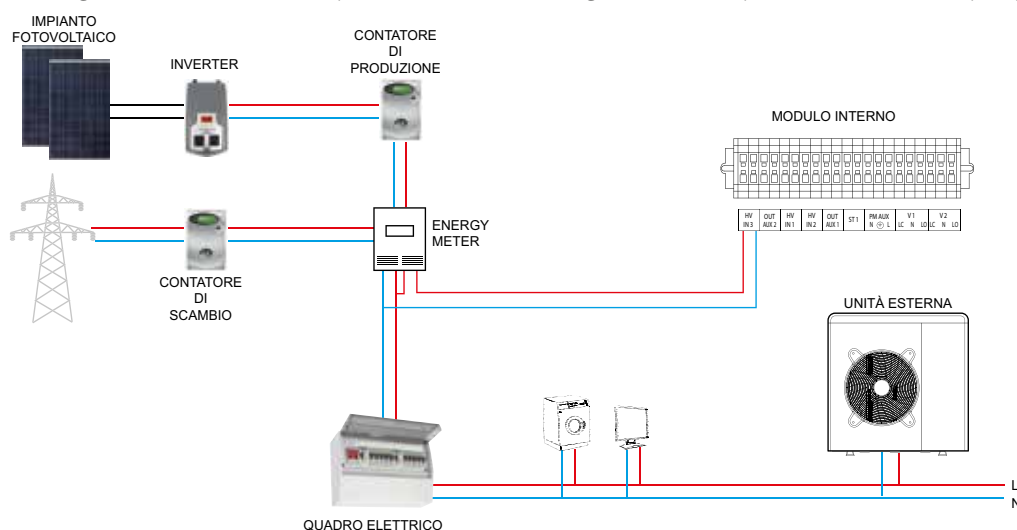 IMPIANTO
FOTOVOLTAICO
INVERTER
CONTATORE
DI
PRODUZIONE
MODULO INTERNO
HV IN 3
OUT AUX 2
HV IN 1
HV IN 2
OUT AUX 1
ST 1
PM AUX N L
V 1 LC N LO
V 2 LC N LO
ENERGY
METER
CONTATORE
DI
SCAMBIO
UNITÀ ESTERNA
L
N
QUADRO ELETTRICO